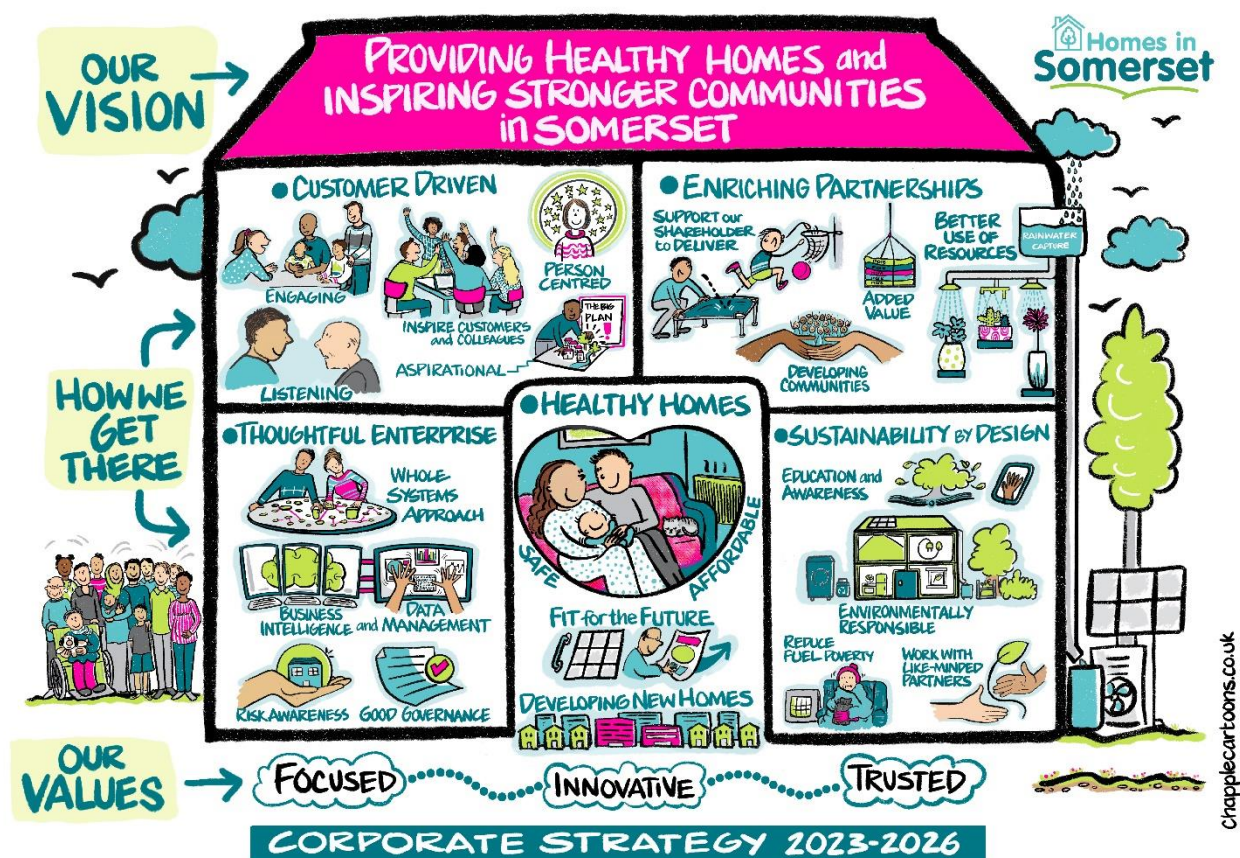 OUR
VISION
PROVIDING HEALTHY HOMES and
INSPIRING STRONGER COMMUNITIES
in SOMERSET
Homes in
Somerset
HOW WE
GET
THERE
CUSTOMER DRIVEN
ENGAGING
INSPIRE CUSTOMERS
and COLLEAGUES
PERSON
CENTRED
THE BIG
PLAN
ASPIRATIONAL
LISTENING
ENRICHING PARTNERSHIPS
SUPPORT our
SHAREHOLDER
to DELIVER
ADDED
VALUE
BETTER
USE OF
RESOURCES
RAINWATER
CAPTURE
DEVELOPING
COMMUNITIES
THOUGHTFUL ENTERPRISE
WHOLE-
SYSTEMS
APPROACH
BUSINESS
INTELLIGENCE and DATA
MANAGEMENT
RISK AWARENESS
GOOD GOVERNANCE
HEALTHY HOMES
SAFE
AFFORDABLE
FIT for the FUTURE
DEVELOPING NEW HOMES
SUSTAINABILITY BY DESIGN
EDUCATION and
AWARENESS
ENVIRONMENTALLY
RESPONSIBLE
REDUCE
FUEL POVERTY
WORK WITH
LIKE-MINDED
PARTNERS
OUR
VALUES
FOCUSED
INNOVATIVE
TRUSTED
CORPORATE STRATEGY 2023-2026
chapplecartoons.co.uk